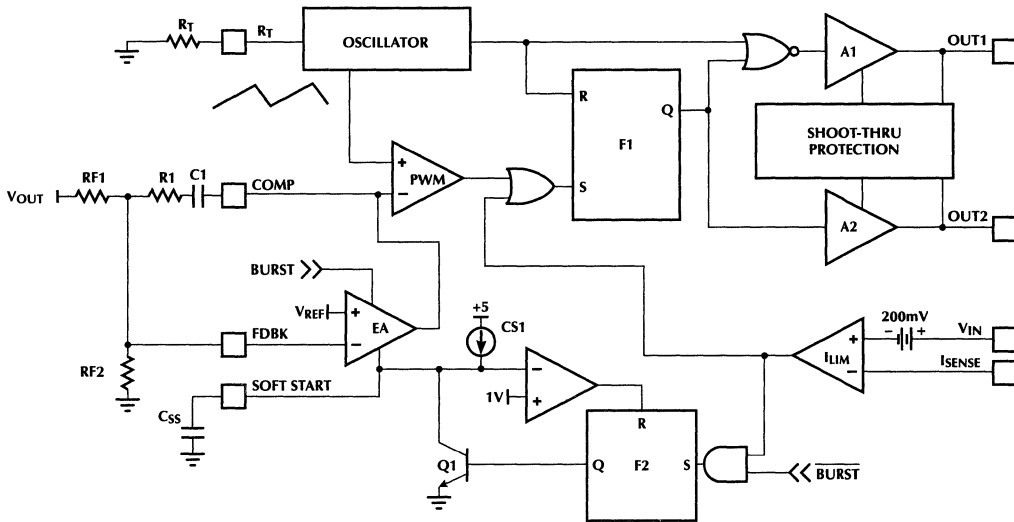 RT
RT
OSCILLATOR
A1
OUT1
R
Q
F1
S
SHOOT-THRU
PROTECTION
+
PWM
−
VOUT
RF1
R1
C1
COMP
A2
OUT2
BURST
VREF
+
EA
−
+5
CS1
200mV
− +
VIN
+
ILIM
−
ISENSE
FDBK
RF2
SOFT START
CSS
−
1V
+
R
Q1
Q
F2
S
BURST